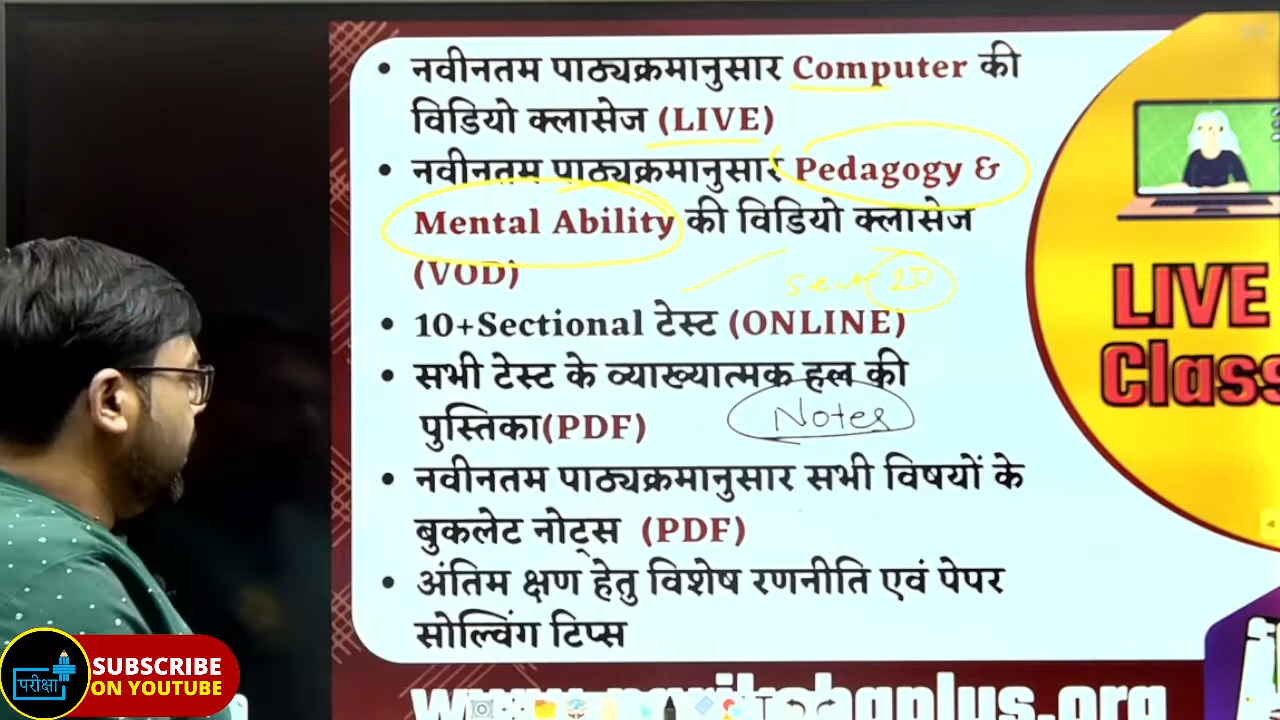 • नवीनतम पाठ्यक्रमानुसार Computer की
विडियो क्लासेज (LIVE)
• नवीनतम पाठ्यक्रमानुसार Pedagogy &
Mental Ability की विडियो क्लासेज
(VOD)
• 10+Sectional टेस्ट (ONLINE)
• सभी टेस्ट के व्याख्यात्मक हल की
पुस्तिका(PDF)
Notes
• नवीनतम पाठ्यक्रमानुसार सभी विषयों के
बुकलेट नोट्स (PDF)
• अंतिम क्षण हेतु विशेष रणनीति एवं पेपर
सोल्विंग टिप्स
LIVE
Class
परीक्षा
SUBSCRIBE
ON YOUTUBE